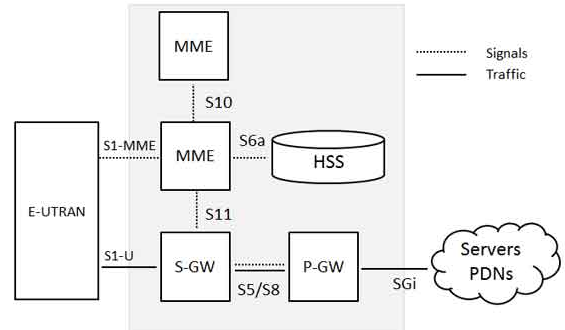 MME
Signals
Traffic
S10
S1-MME
MME
S6a
HSS
E-UTRAN
S11
S1-U
S-GW
S5/S8
P-GW
SGi
Servers
PDNs